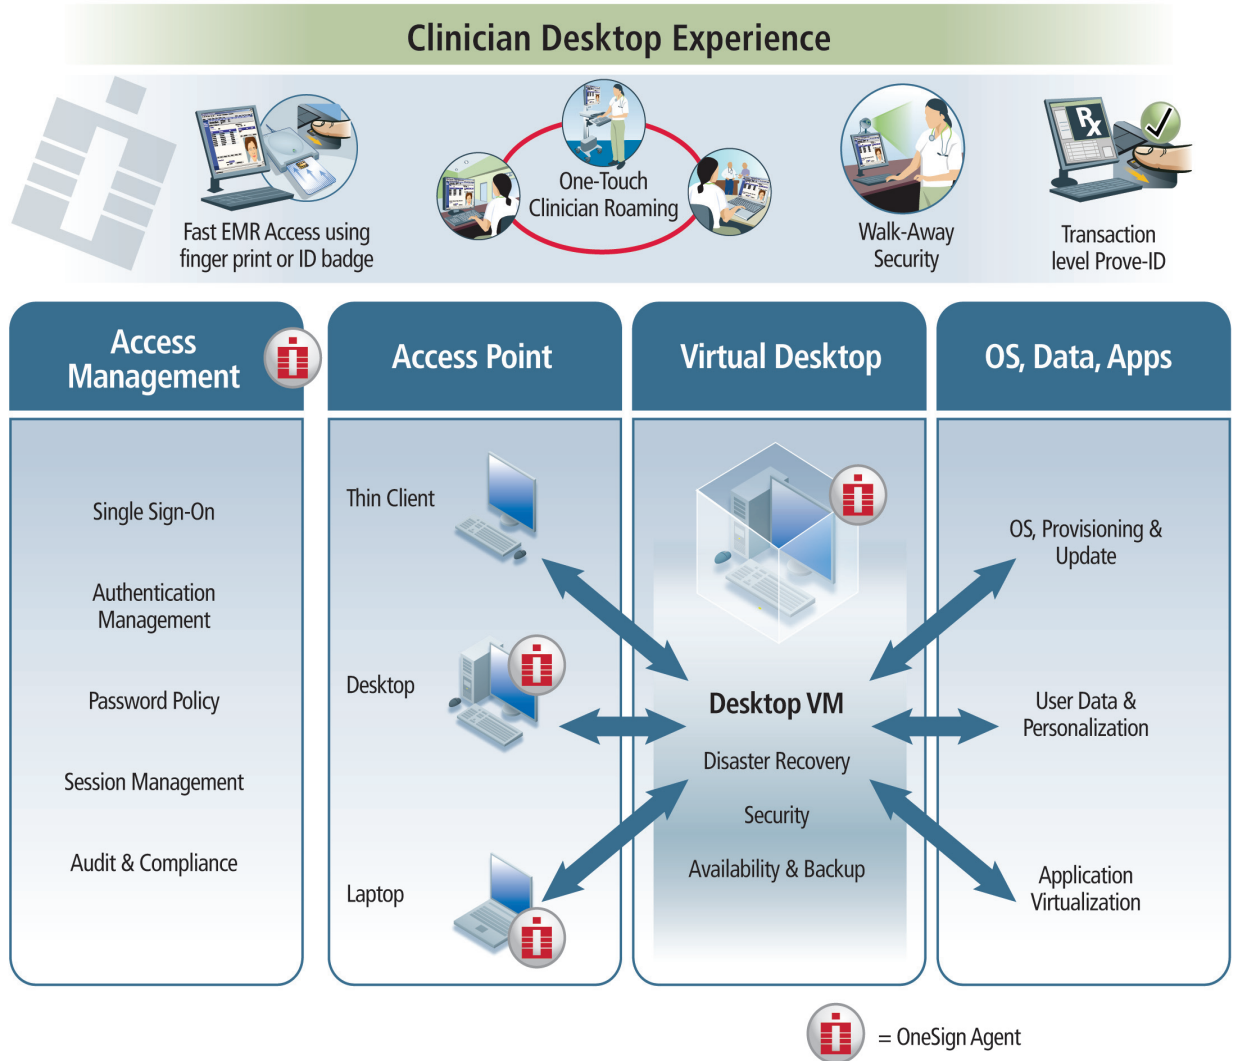 Clinician Desktop Experience
Fast EMR Access using
finger print or ID badge
One-Touch
Clinician Roaming
Walk-Away
Security
Rx
Transaction
level Prove-ID
Access
Management
Access Point
Virtual Desktop
OS, Data, Apps
Single Sign-On
Authentication
Management
Password Policy
Session Management
Audit & Compliance
Thin Client
Desktop
Laptop
Desktop VM
Disaster Recovery
Security
Availability & Backup
OS, Provisioning &
Update
User Data &
Personalization
Application
Virtualization
= OneSign Agent